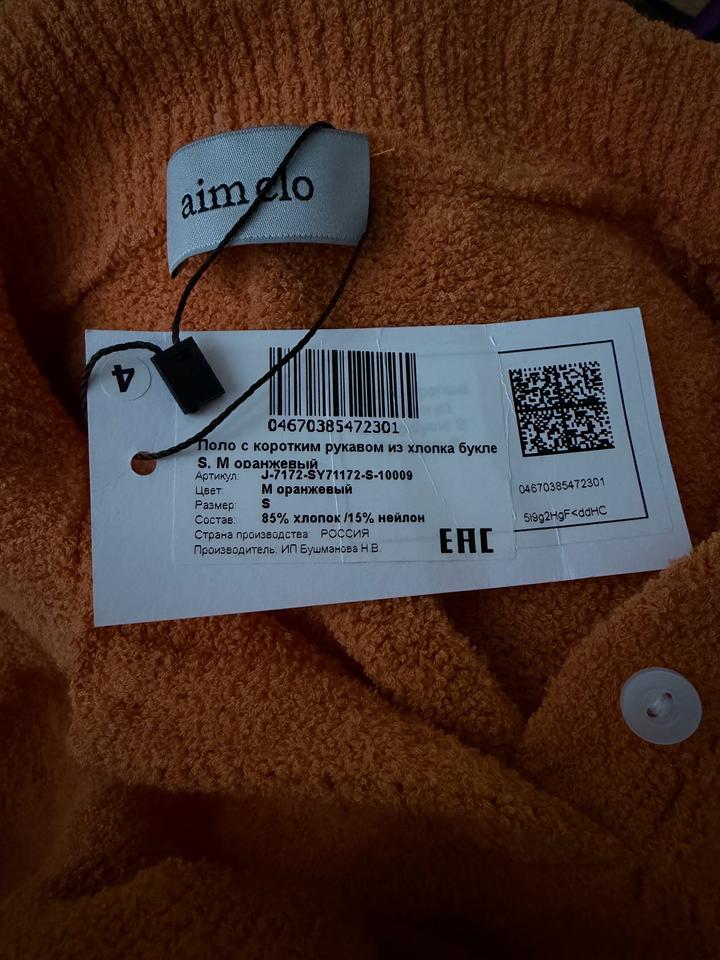 aim clo
4
04670385472301
Поло с коротким рукавом из хлопка букле
S, M оранжевый
Артикул: J-7172-SY71172-S-10009
Цвет: M оранжевый
Размер: S
Состав: 85% хлопок /15% нейлон
Страна производства: РОССИЯ
Производитель: ИП Бушманова Н.В.
EAC
04670385472301
5i9g2HgF<ddHC